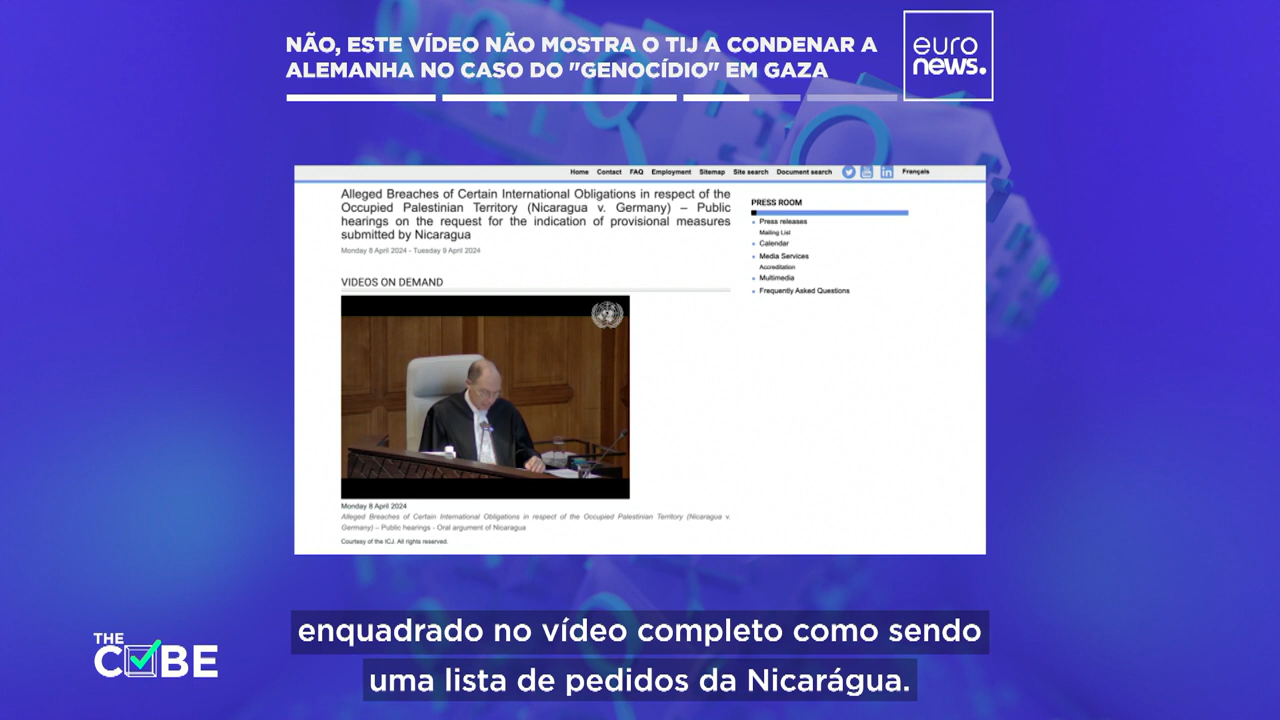 NÃO, ESTE VÍDEO NÃO MOSTRA O TIJ A CONDENAR A
ALEMANHA NO CASO DO "GENOCÍDIO" EM GAZA
euro
news.
Home Contact FAQ Employment Sitemap Site search Document search Français
Alleged Breaches of Certain International Obligations in respect of the
Occupied Palestinian Territory (Nicaragua v. Germany) – Public
hearings on the request for the indication of provisional measures
submitted by Nicaragua
Monday 8 April 2024 - Tuesday 9 April 2024
VIDEOS ON DEMAND
PRESS ROOM
Press releases
Mailing List
Calendar
Media Services
Accreditation
Multimedia
Frequently Asked Questions
Monday 8 April 2024
Alleged Breaches of Certain International Obligations in respect of the Occupied Palestinian Territory (Nicaragua v.
Germany) – Public hearings - Oral argument of Nicaragua
Courtesy of the ICJ. All rights reserved.
enquadrado no vídeo completo como sendo
uma lista de pedidos da Nicarágua.
THE
CUBE